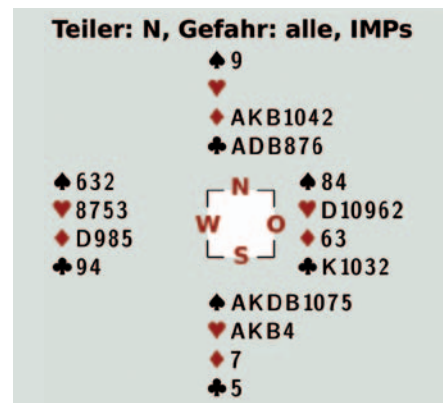 Teiler: N, Gefahr: alle, IMPs
♠ 9
♥
♦ AKB1042
♣ ADB876
♠ 632
♥ 8753
♦ D985
♣ 94
N
W O
S
♠ 84
♥ D10962
♦ 63
♣ K1032
♠ AKDB1075
♥ AKB4
♦ 7
♣ 5